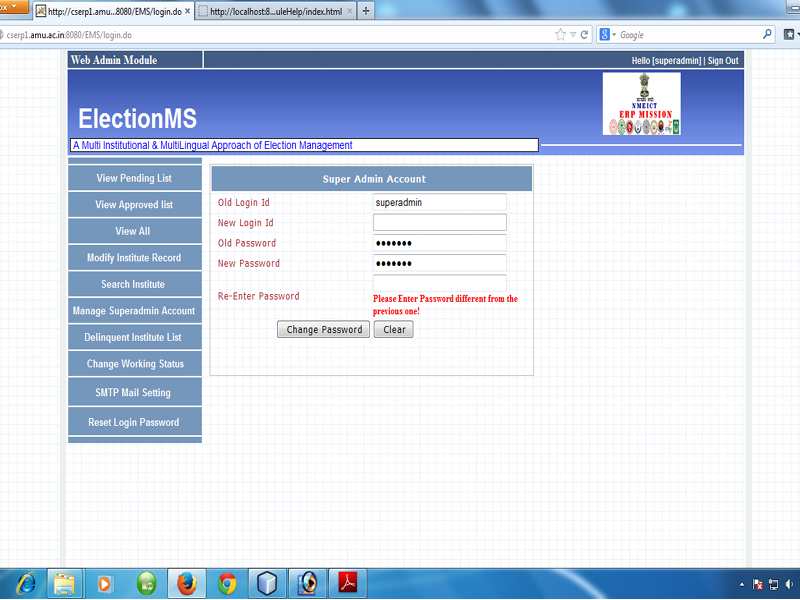 http://cserp1.amu....8080/EMS/login.do
http://localhost:8...uleHelp/index.html
cserp1.amu.ac.in:8080/EMS/login.do
Google
Web Admin Module
Hello [superadmin] | Sign Out
ElectionMS
NMEICT
ERP MISSION
A Multi Institutional & MultiLingual Approach of Election Management
View Pending List
View Approved list
View All
Modify Institute Record
Search Institute
Manage Superadmin Account
Delinquent Institute List
Change Working Status
SMTP Mail Setting
Reset Login Password
Super Admin Account
Old Login Id
superadmin
New Login Id
Old Password
•••••••
New Password
•••••••
Re-Enter Password
Please Enter Password different from the
previous one!
Change Password
Clear